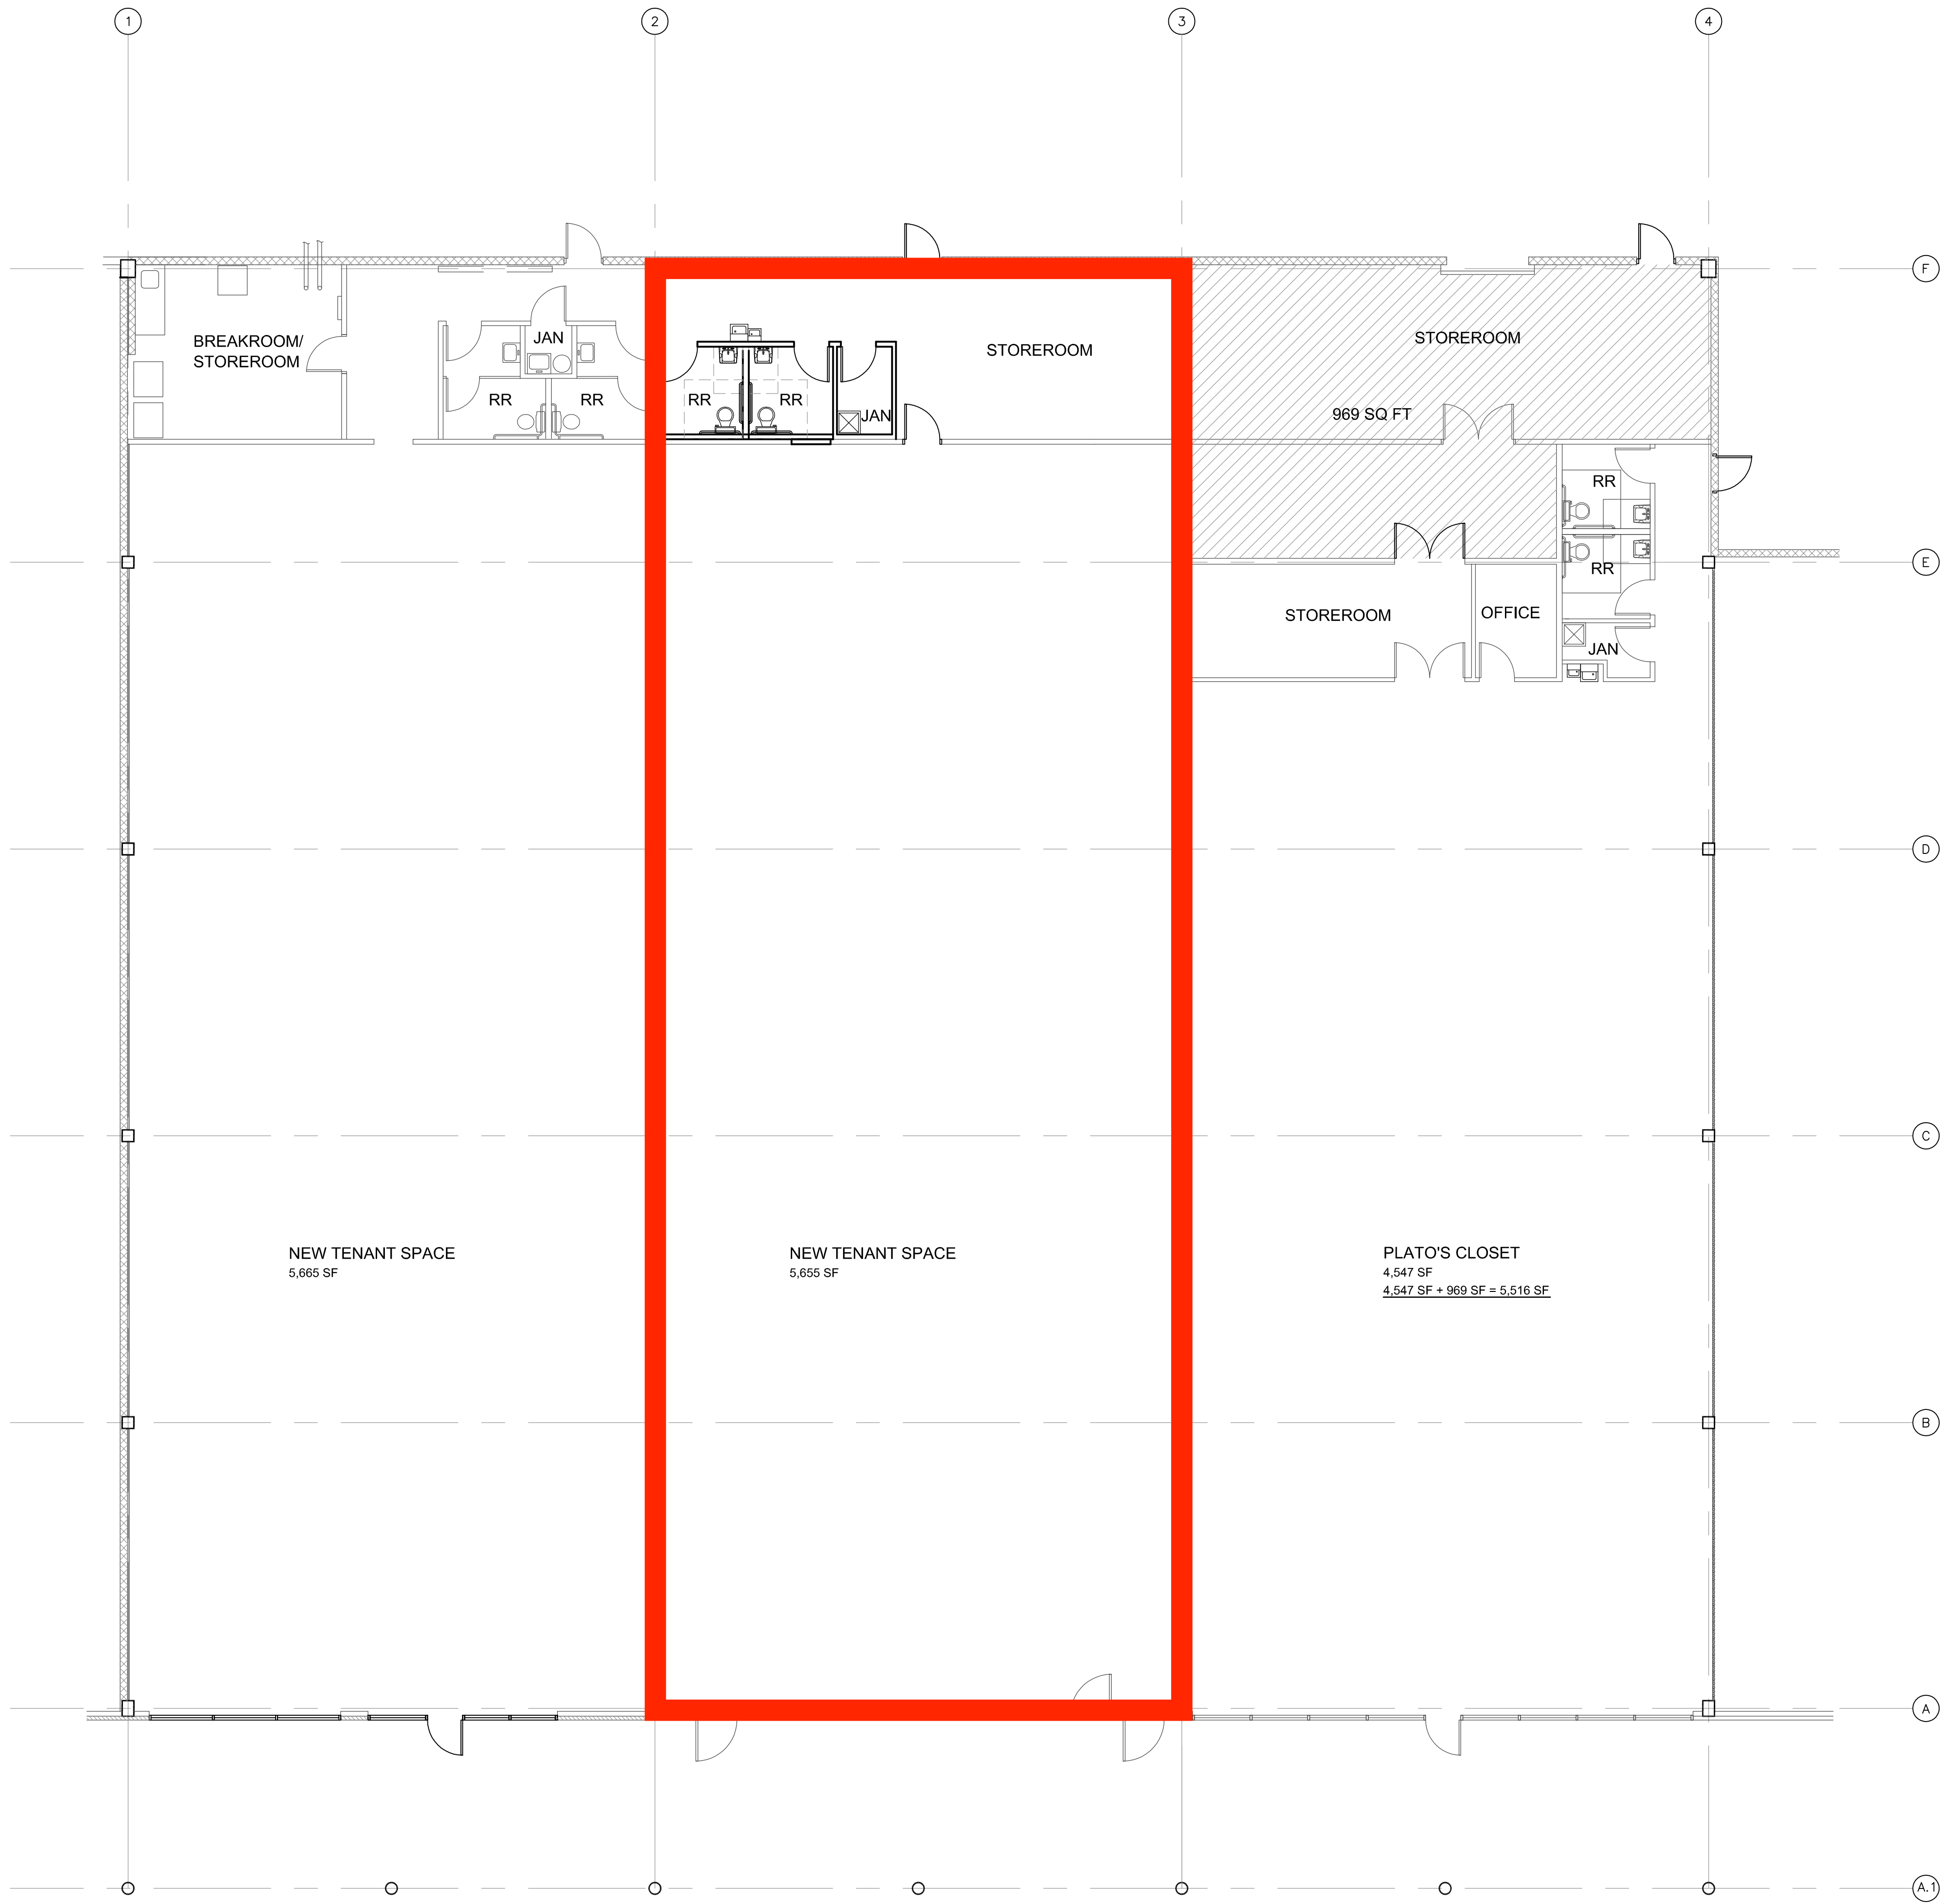 1
2
3
4
F
BREAKROOM/
STOREROOM
JAN
RR
RR
RR
RR
JAN
STOREROOM
STOREROOM
969 SQ FT
RR
RR
E
STOREROOM
OFFICE
JAN
D
C
NEW TENANT SPACE
5,665 SF
NEW TENANT SPACE
5,655 SF
PLATO'S CLOSET
4,547 SF
4,547 SF + 969 SF = 5,516 SF
B
A
A.1